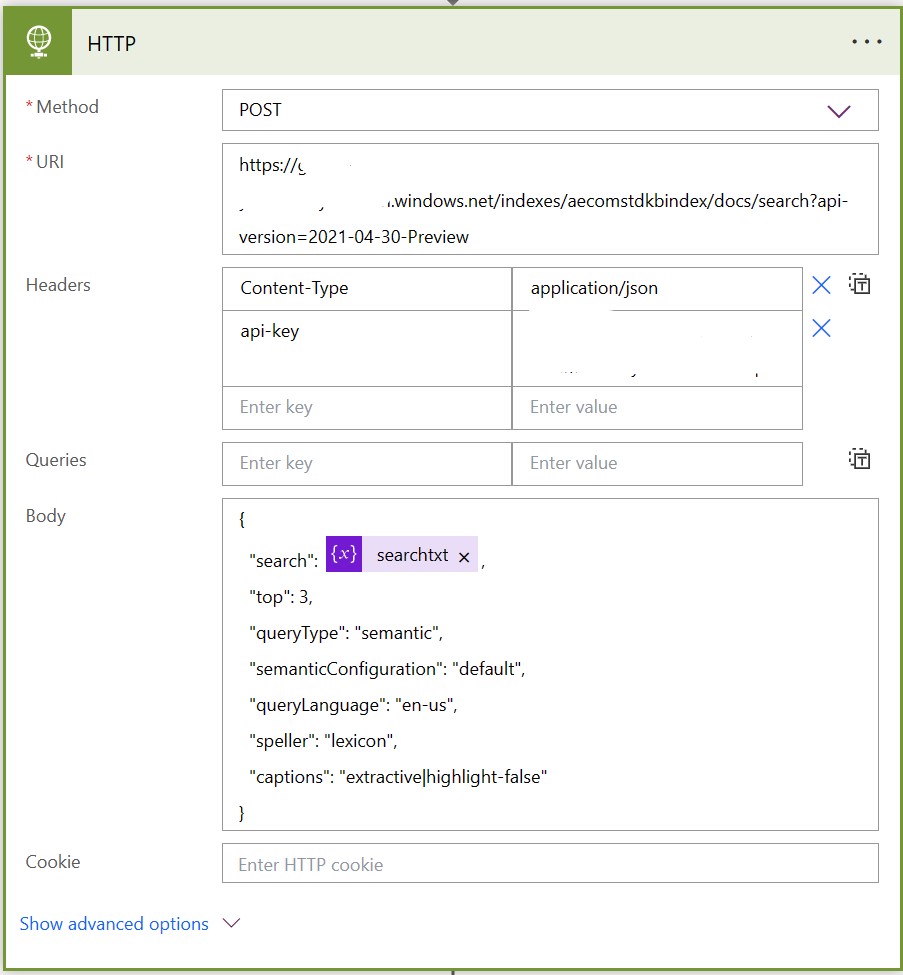 HTTP
* Method
POST
* URI
https://g
.windows.net/indexes/aecomstdkbindex/docs/search?api-
version=2021-04-30-Preview
Headers
Content-Type
application/json
api-key
Enter key
Enter value
Queries
Enter key
Enter value
Body
{
"search": {x} searchtxt × ,
"top": 3,
"queryType": "semantic",
"semanticConfiguration": "default",
"queryLanguage": "en-us",
"speller": "lexicon",
"captions": "extractive|highlight-false"
}
Cookie
Enter HTTP cookie
Show advanced options